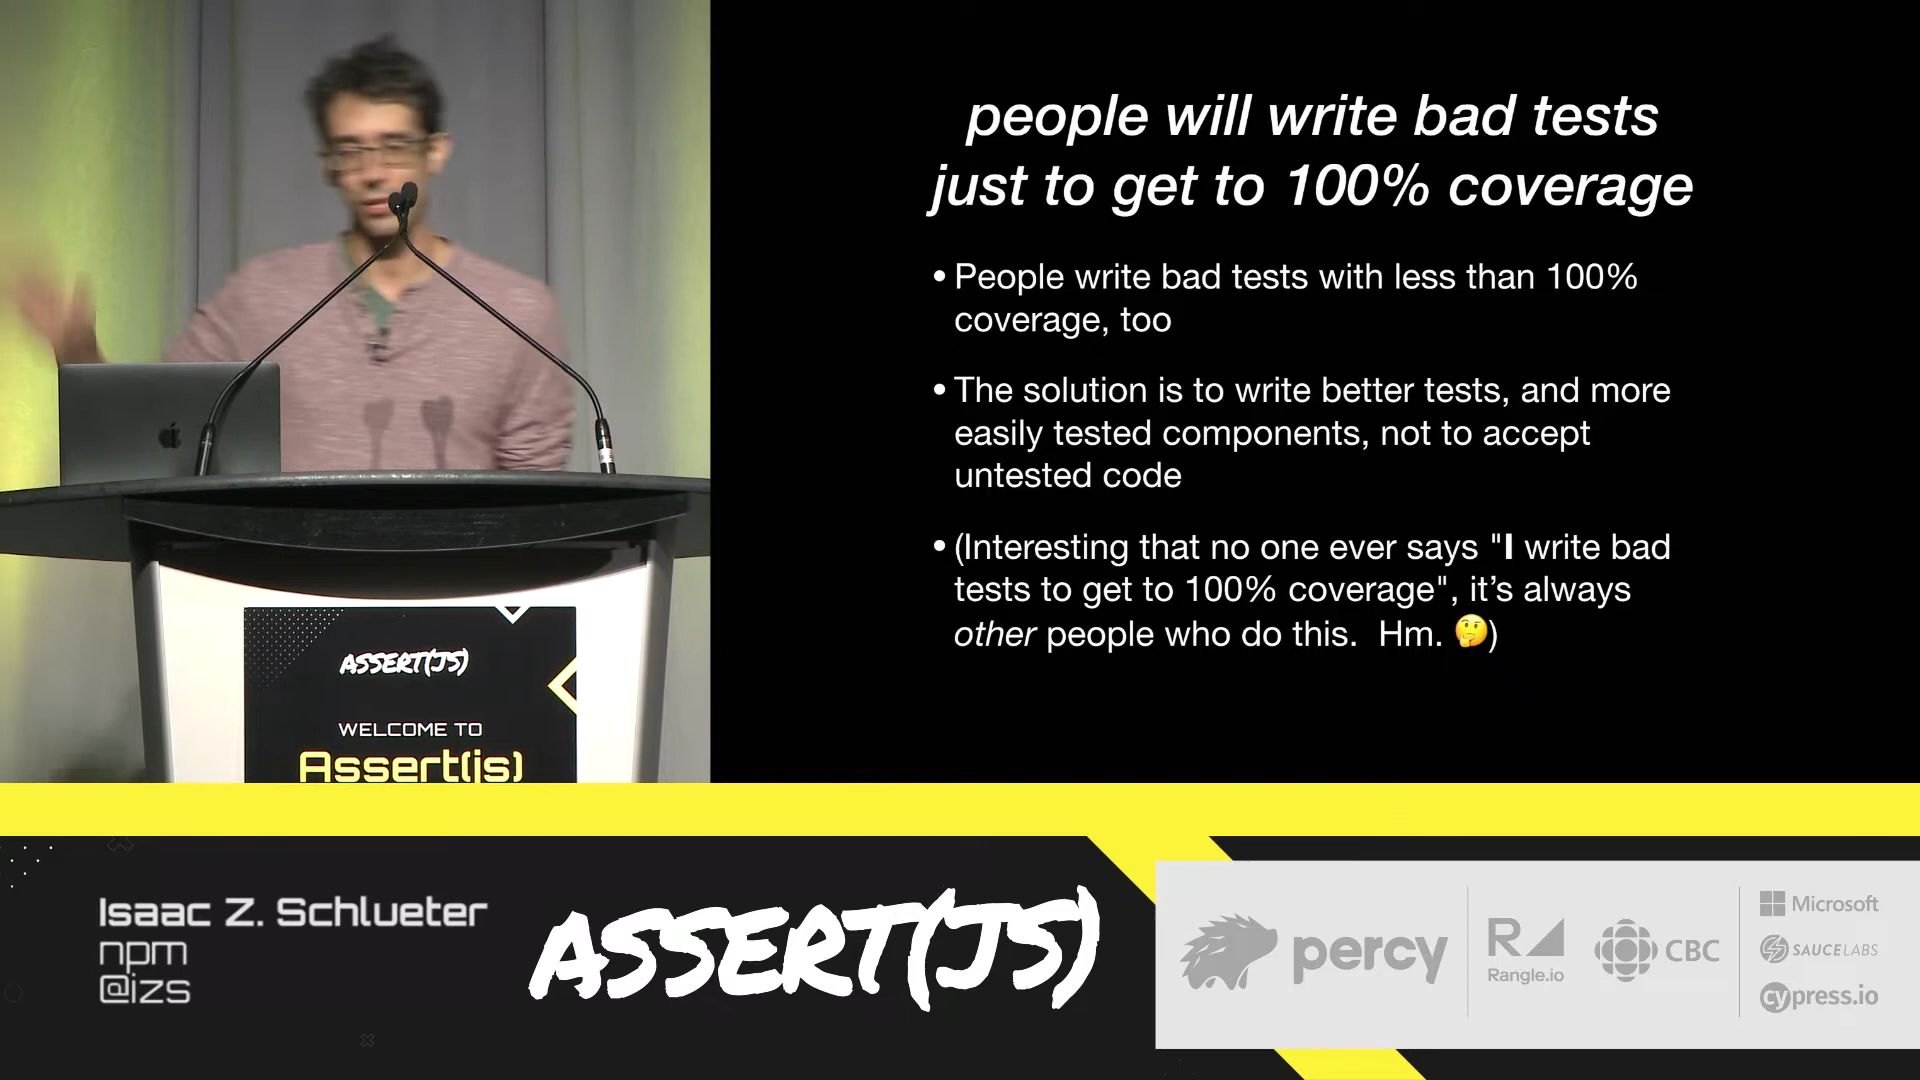 people will write bad tests
just to get to 100% coverage
• People write bad tests with less than 100%
coverage, too
• The solution is to write better tests, and more
easily tested components, not to accept
untested code
• (Interesting that no one ever says "I write bad
tests to get to 100% coverage", it’s always
other people who do this.  Hm. 🤔)
ASSERT(JS)
WELCOME TO
Assert(js)
Isaac Z. Schlueter
npm
@izs
ASSERT(JS)
percy
Rangle.io
CBC
Microsoft
SAUCELABS
cypress.io